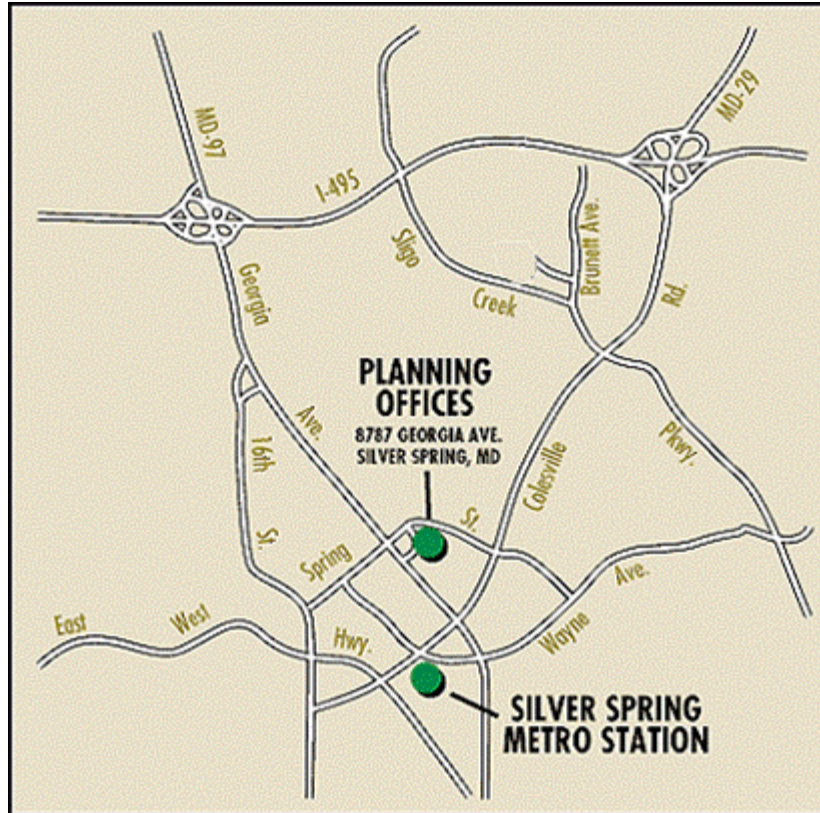 MD-97
MD-29
I-495
Sligo
Creek
Brunett Ave.
Georgia
Rd.
PLANNING
OFFICES
8787 GEORGIA AVE.
SILVER SPRING, MD
Ave.
16th
St.
Colesville
Pkwy.
Spring
St.
East
West
Hwy.
Wayne
Ave.
SILVER SPRING
METRO STATION